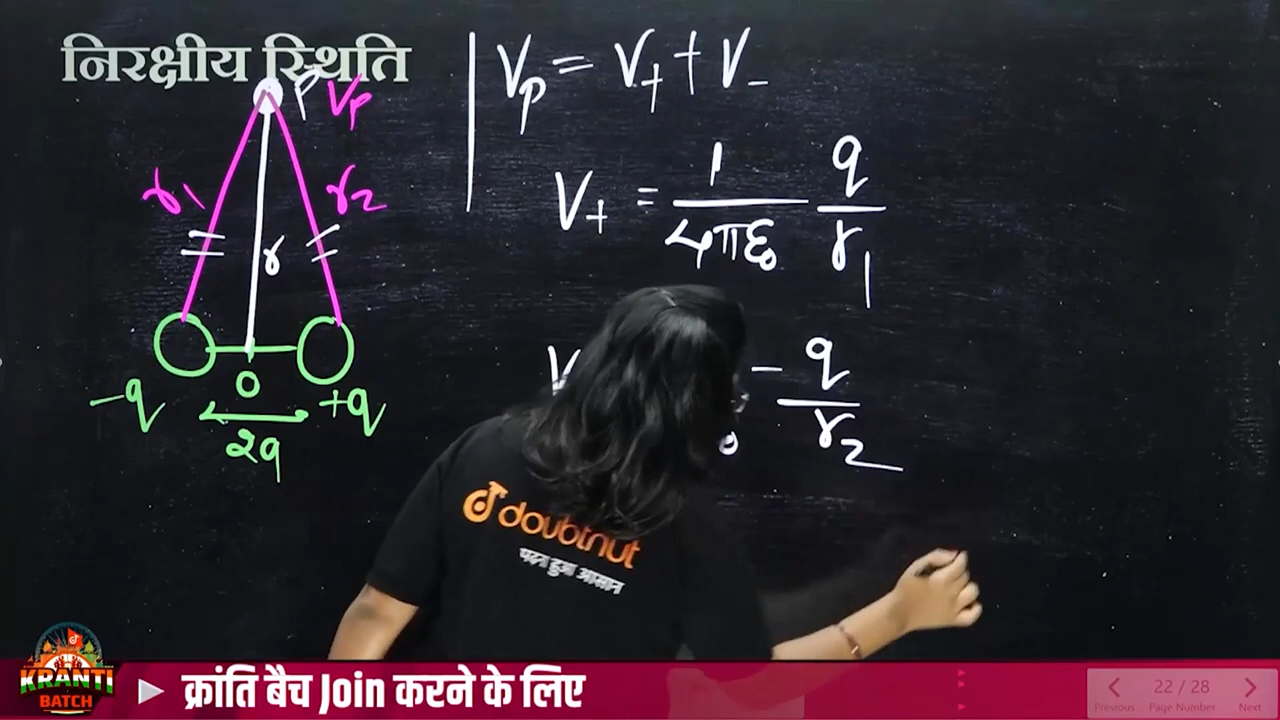 निरक्षीय स्थिति
P Vp
r1 r2
r
-q O +q
2a
Vp = V+ + V-
V+ = 1/4πε0 q/r1
V - q/r2
doubtnut
पढ़ना हुआ आसान
KRANTI
BATCH
क्रांति बैच Join करने के लिए
22 / 28
Previous Page Number Next